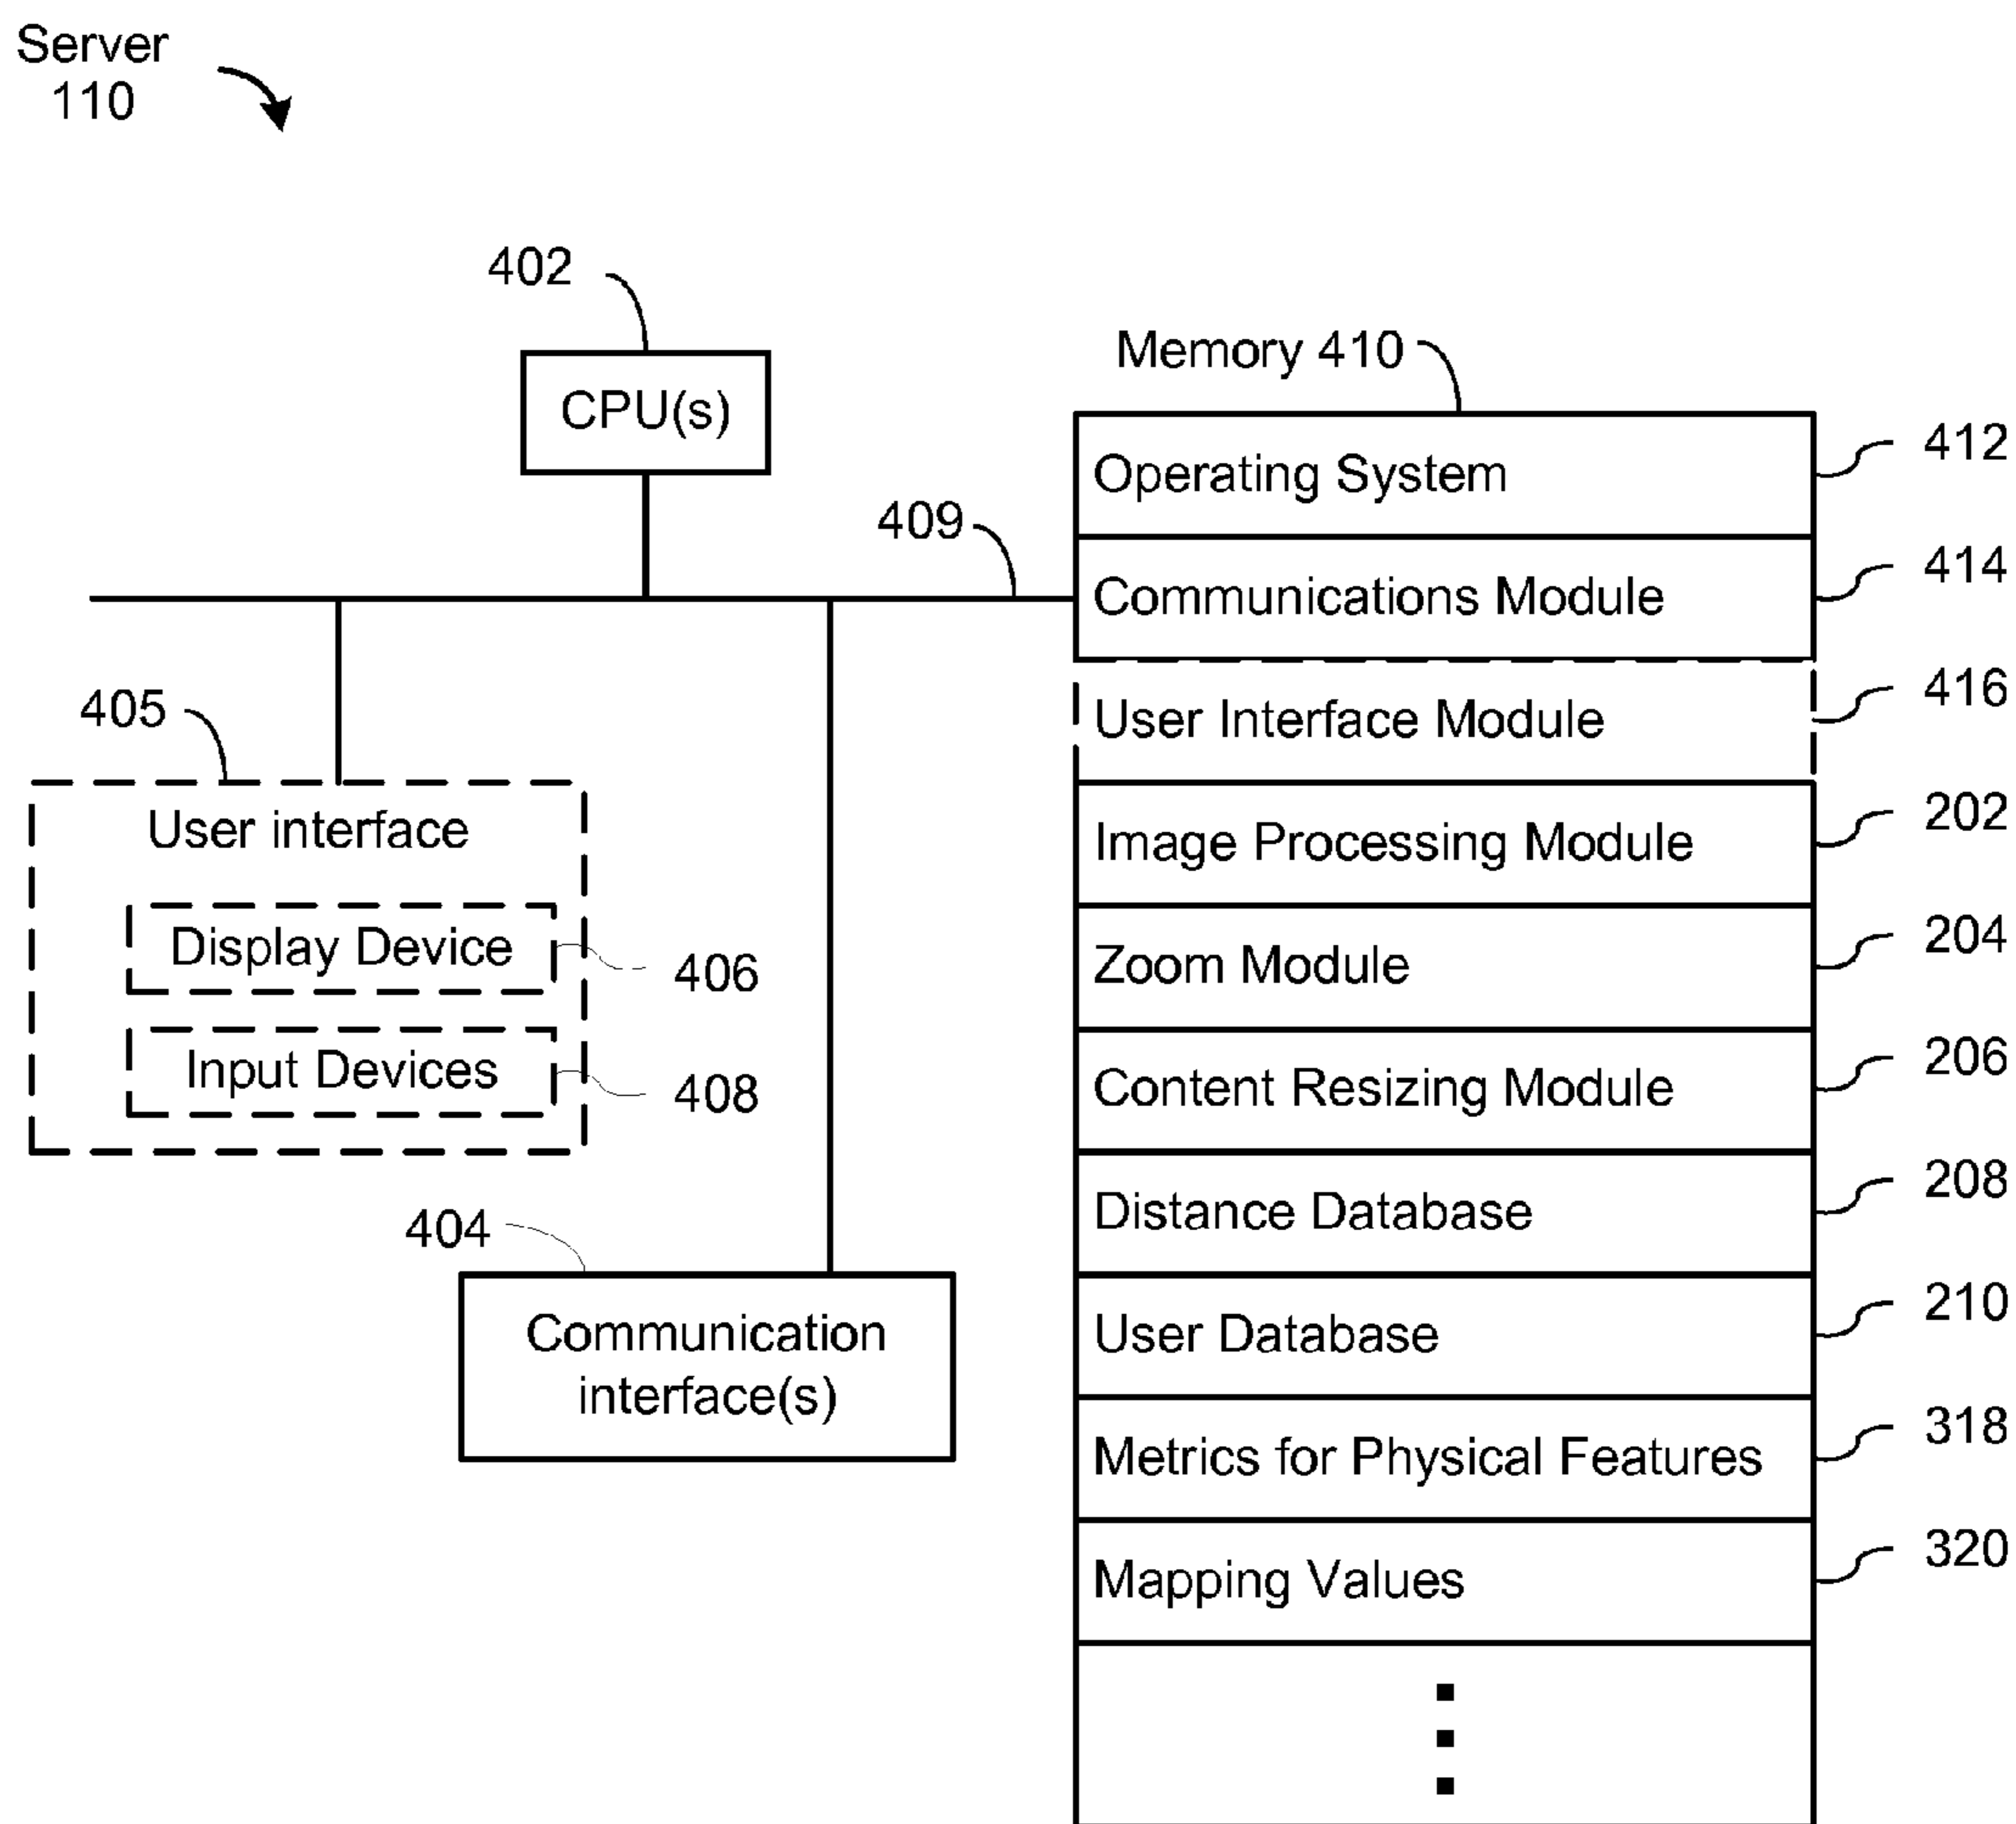 Server
110
402
CPU(s)
409
Memory 410
Operating System
412
Communications Module
414
User Interface Module
416
Image Processing Module
202
Zoom Module
204
Content Resizing Module
206
Distance Database
208
User Database
210
Metrics for Physical Features
318
Mapping Values
320
405
User interface
Display Device
406
Input Devices
408
404
Communication
interface(s)